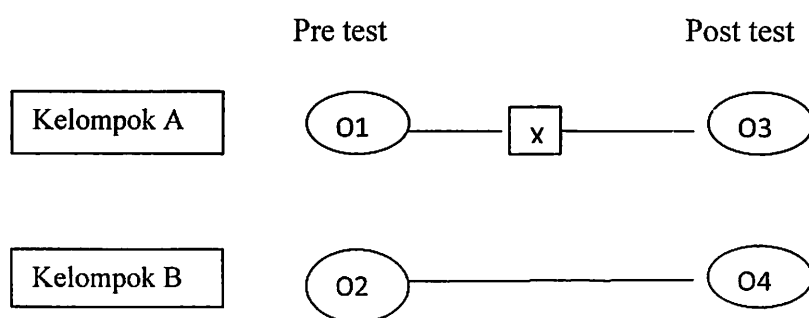 Pre test Post test
Kelompok A O1 X O3
Kelompok B O2 O4